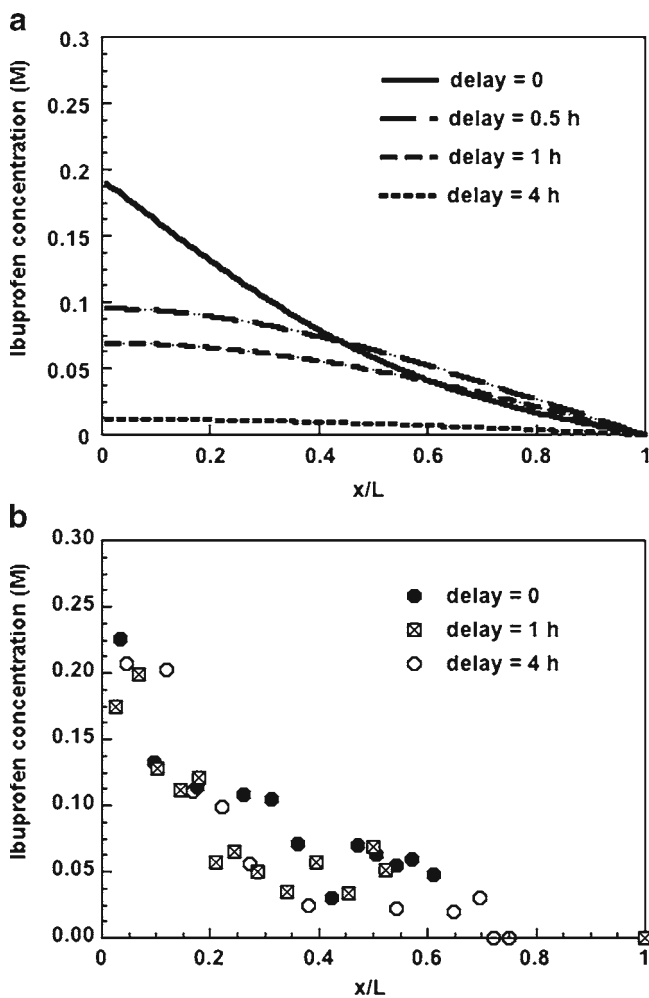 a
Ibuprofen concentration (M)
0.3
0.25
0.2
0.15
0.1
0.05
0
delay = 0
delay = 0.5 h
delay = 1 h
delay = 4 h
0 0.2 0.4 0.6 0.8 1
x/L
b
Ibuprofen concentration (M)
0.30
0.25
0.20
0.15
0.10
0.05
0.00
delay = 0
delay = 1 h
delay = 4 h
0 0.2 0.4 0.6 0.8 1
x/L